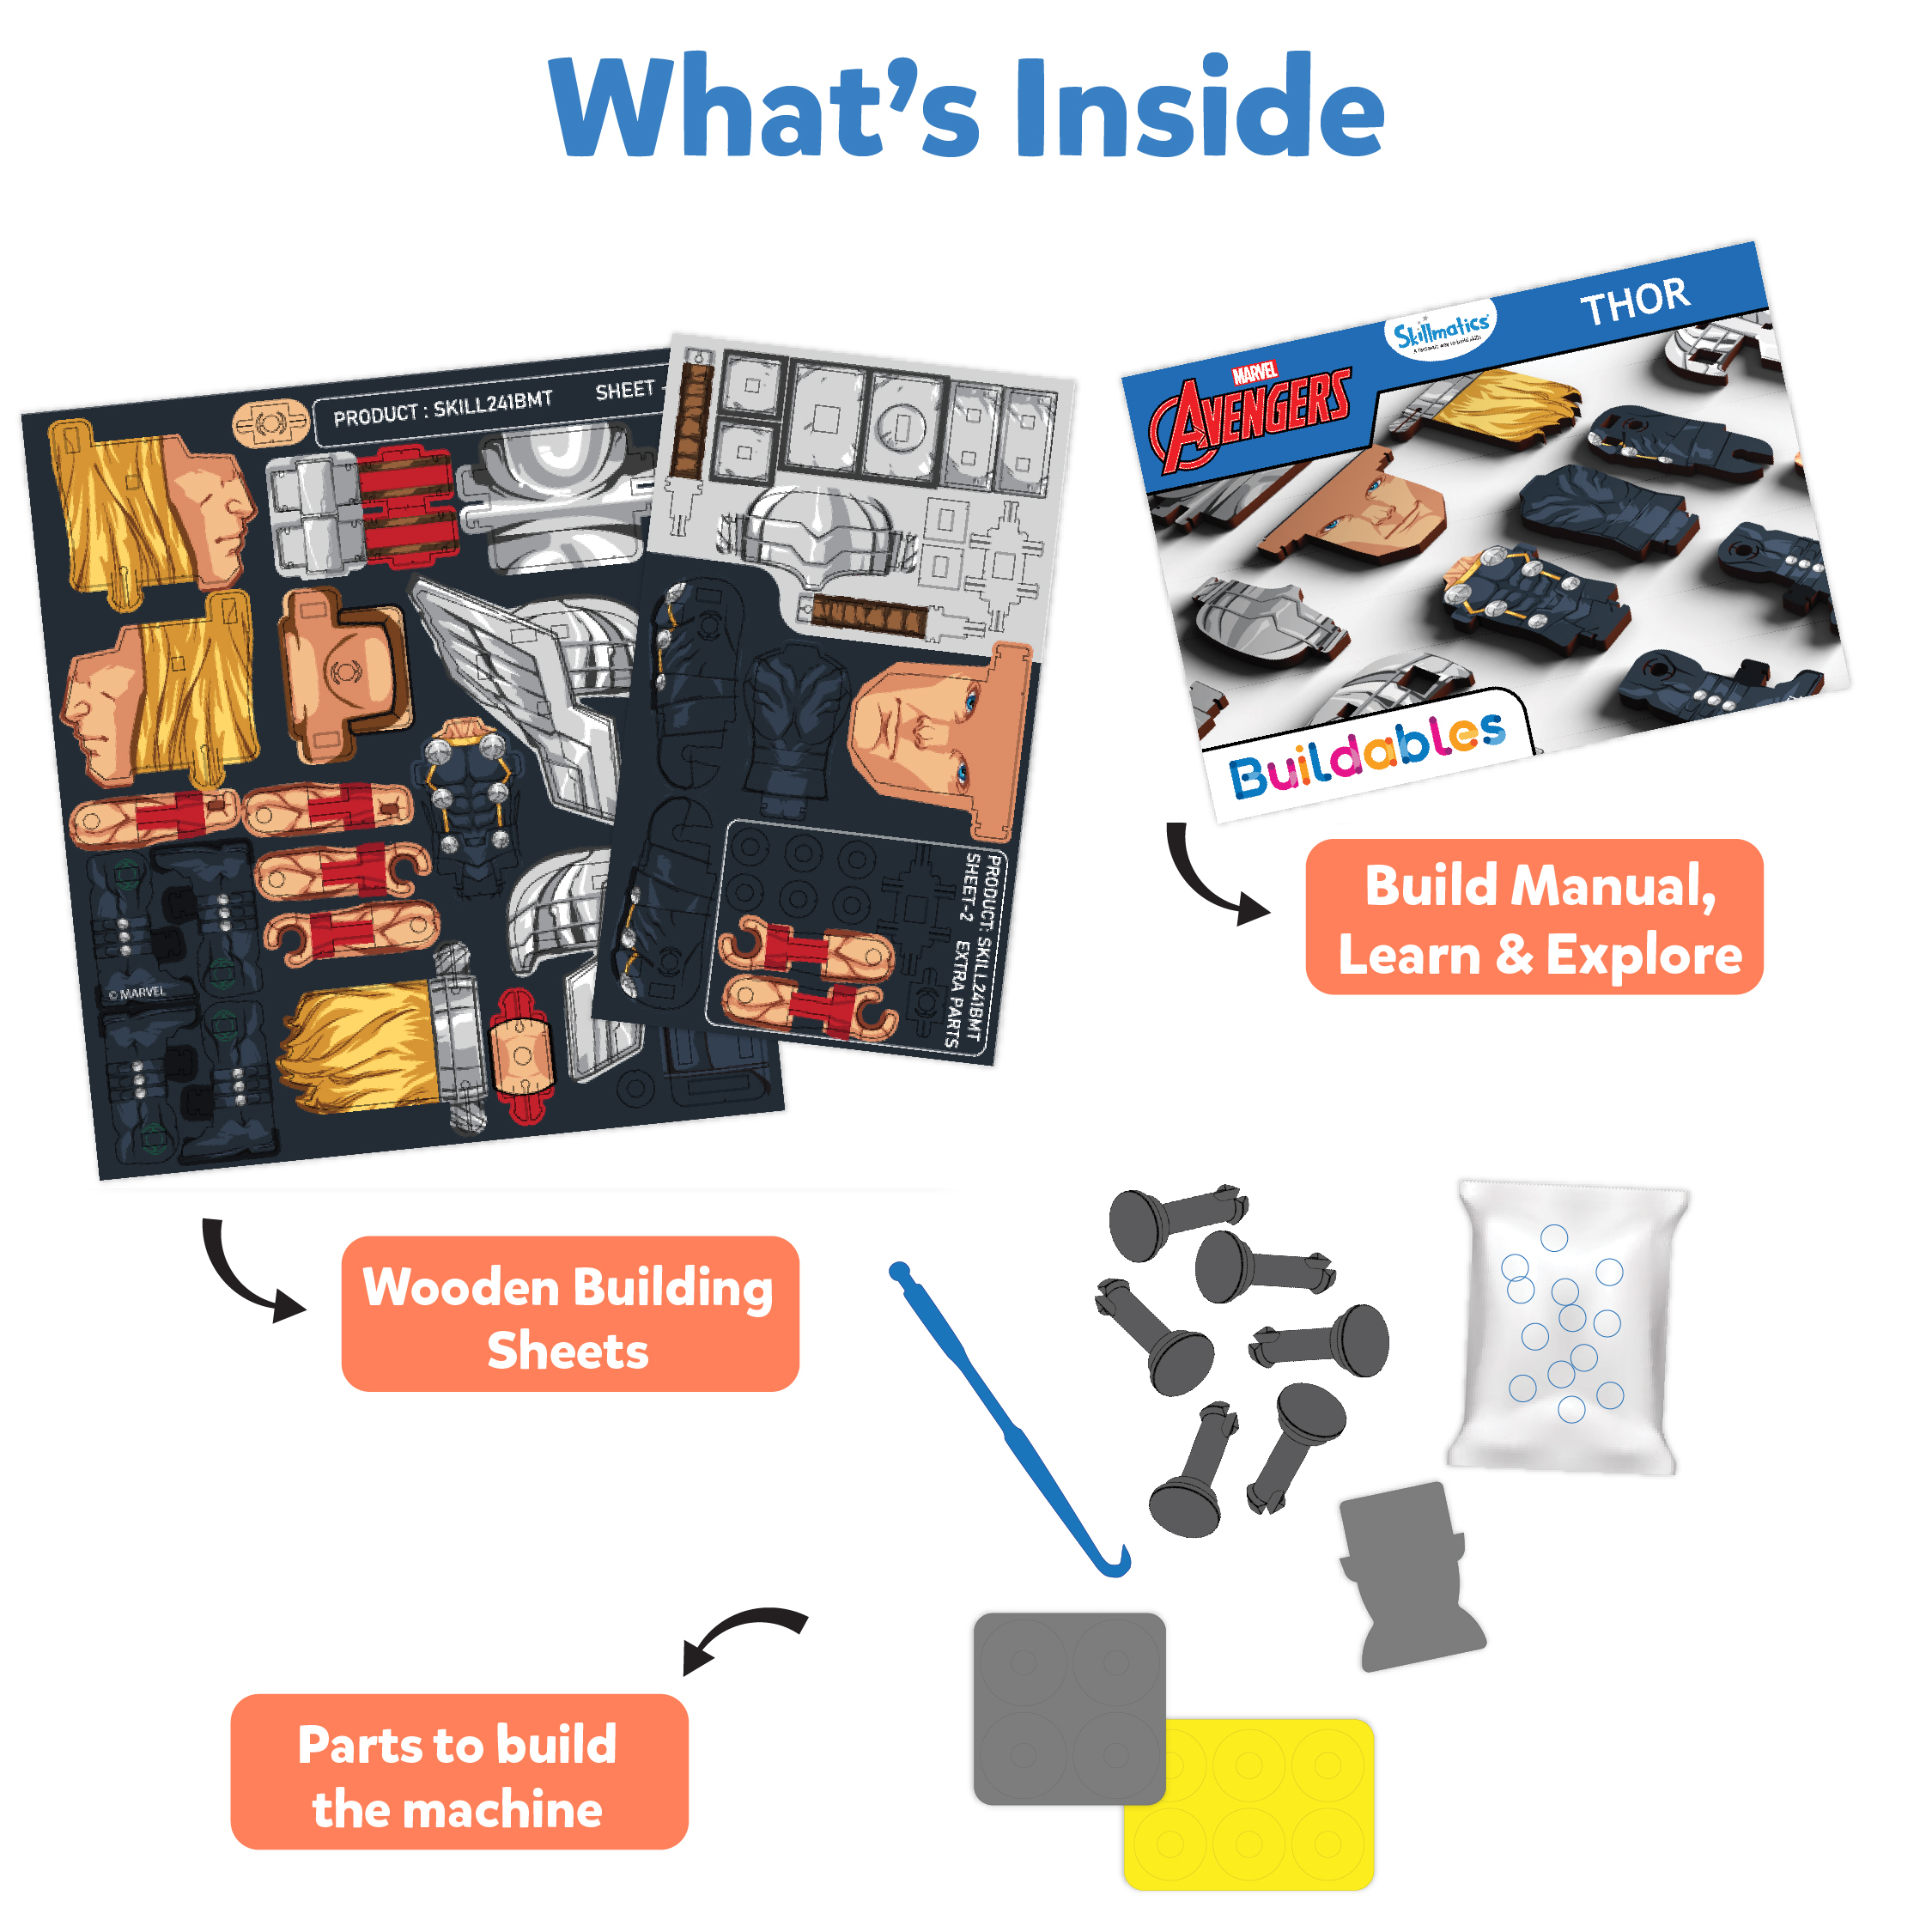 What's Inside
PRODUCT : SKILL241BMT
SHEET -
© MARVEL
PRODUCT: SKILL241BMT
SHEET-2 EXTRA PARTS
MARVEL
AVENGERS
Skillmatics
THOR
Buildables
Build Manual,
Learn & Explore
Wooden Building
Sheets
Parts to build
the machine